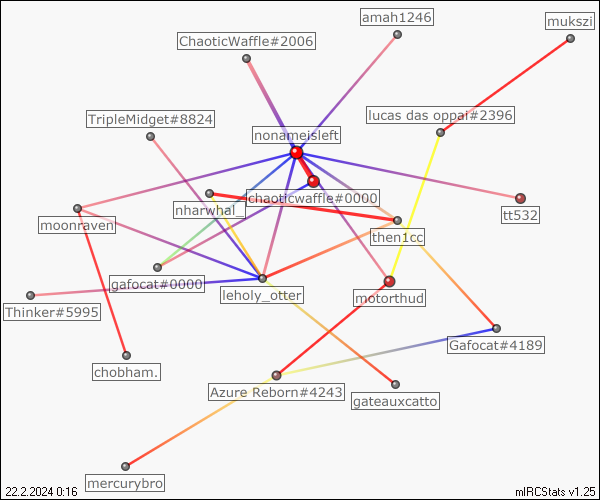 amah1246
mukszi
ChaoticWaffle#2006
TripleMidget#8824
lucas das oppai#2396
nonameisleft
chaoticwaffle#0000
nharwhal_
tt532
moonraven
then1cc
gafocat#0000
leholy_otter
motorthud
Thinker#5995
Gafocat#4189
chobham.
Azure Reborn#4243
gateauxcatto
mercurybro
22.2.2024 0:16
mIRCStats v1.25